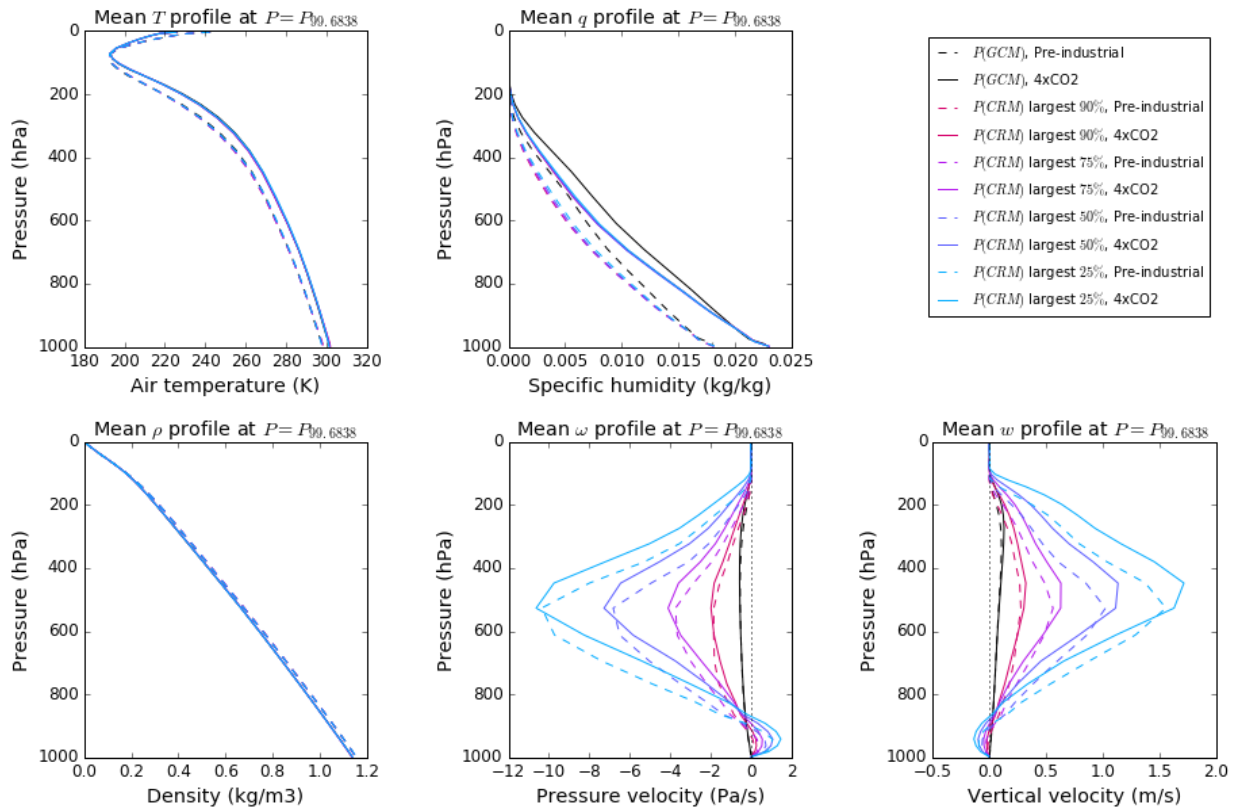 Mean T profile at P = P99.6838
0
200
400
600
800
1000
Pressure (hPa)
180 200 220 240 260 280 300 320
Air temperature (K)
Mean q profile at P = P99.6838
0
200
400
600
800
1000
Pressure (hPa)
0.000 0.005 0.010 0.015 0.020 0.025
Specific humidity (kg/kg)
P(GCM), Pre-industrial
P(GCM), 4xCO2
P(CRM) largest 90%, Pre-industrial
P(CRM) largest 90%, 4xCO2
P(CRM) largest 75%, Pre-industrial
P(CRM) largest 75%, 4xCO2
P(CRM) largest 50%, Pre-industrial
P(CRM) largest 50%, 4xCO2
P(CRM) largest 25%, Pre-industrial
P(CRM) largest 25%, 4xCO2
Mean ρ profile at P = P99.6838
0
200
400
600
800
1000
Pressure (hPa)
0.0 0.2 0.4 0.6 0.8 1.0 1.2
Density (kg/m3)
Mean ω profile at P = P99.6838
0
200
400
600
800
1000
Pressure (hPa)
−12 −10 −8 −6 −4 −2 0 2
Pressure velocity (Pa/s)
Mean w profile at P = P99.6838
0
200
400
600
800
1000
Pressure (hPa)
−0.5 0.0 0.5 1.0 1.5 2.0
Vertical velocity (m/s)